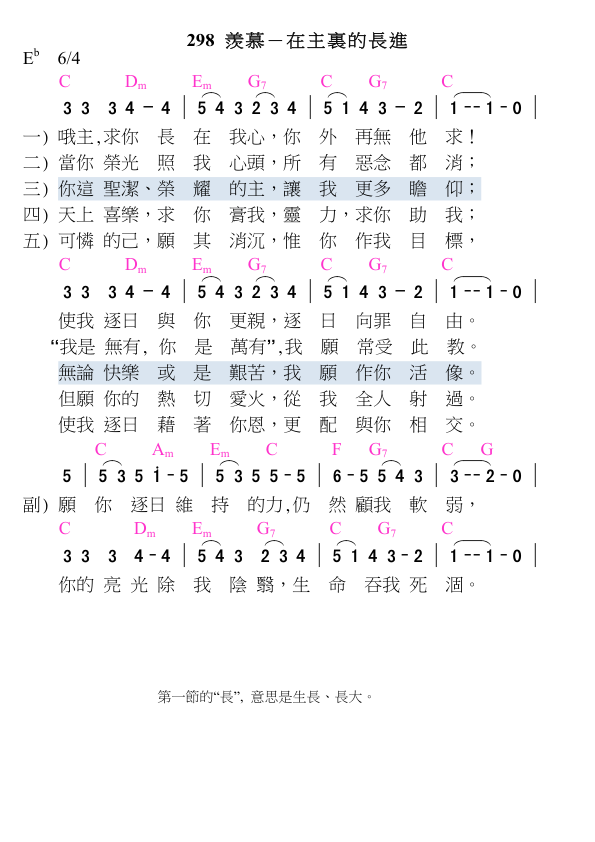 298 羨慕－在主裏的長進
E♭ 6/4
C Dm Em G7 C G7 C
3 3 3 4 – 4 | 5 4 3 2 3 4 | 5 1 4 3 – 2 | 1 - - 1 - 0 |
一) 哦主,求你 長 在 我心，你 外 再無 他 求！
二) 當你 榮光 照 我 心頭，所 有 惡念 都 消；
三) 你這 聖潔、榮 耀 的主，讓 我 更多 瞻 仰；
四) 天上 喜樂，求 你 膏我，靈 力，求你 助 我；
五) 可憐 的己，願 其 消沉，惟 你 作我 目 標，
C Dm Em G7 C G7 C
3 3 3 4 – 4 | 5 4 3 2 3 4 | 5 1 4 3 – 2 | 1 - - 1 - 0 |
使我 逐日 與 你 更親，逐 日 向罪 自 由。
“我是 無有, 你 是 萬有”,我 願 常受 此 教。
無論 快樂 或 是 艱苦，我 願 作你 活 像。
但願 你的 熱 切 愛火，從 我 全人 射 過。
使我 逐日 藉 著 你恩，更 配 與你 相 交。
C Am Em C F G7 C G
5 | 5 3 5 i - 5 | 5 3 5 5 - 5 | 6 - 5 5 4 3 | 3 - - 2 - 0 |
副) 願 你 逐日 維 持 的力,仍 然 顧我 軟 弱，
C Dm Em G7 C G7 C
3 3 3 4 - 4 | 5 4 3 2 3 4 | 5 1 4 3 - 2 | 1 - - 1 - 0 |
你的 亮 光 除 我 陰 翳，生 命 吞我 死 涸。
第一節的“長”, 意思是生長、長大。